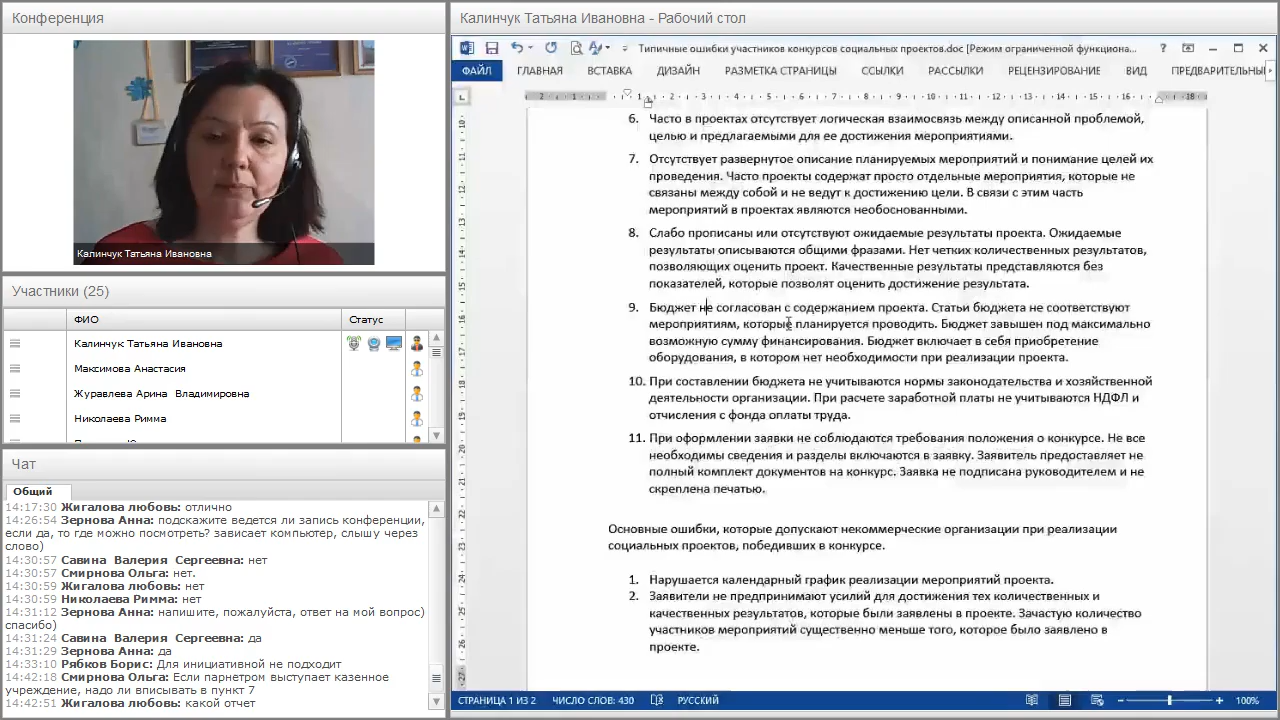 Конференция
Калинчук Татьяна Ивановна
Участники (25)
ФИО
Статус
Калинчук Татьяна Ивановна
Максимова Анастасия
Журавлева Арина Владимировна
Николаева Римма
Чат
Общий
14:17:30 Жигалова любовь: отлично
14:26:54 Зернова Анна: подскажите ведется ли запись конференции,
если да, то где можно посмотреть? зависает компьютер, слышу через
слово)
14:30:57 Савина Валерия Сергеевна: нет
14:30:57 Смирнова Ольга: нет.
14:30:59 Жигалова любовь: нет
14:30:59 Николаева Римма: нет
14:31:12 Зернова Анна: напишите, пожалуйста, ответ на мой вопрос)
спасибо)
14:31:24 Савина Валерия Сергеевна: да
14:31:29 Зернова Анна: да
14:33:10 Рябков Борис: Для инициативной не подходит
14:42:18 Смирнова Ольга: Если парнетром выступает казенное
учреждение, надо ли вписывать в пункт 7
14:42:51 Жигалова любовь: какой отчет
Калинчук Татьяна Ивановна - Рабочий стол
Типичные ошибки участников конкурсов социальных проектов.doc [Режим ограниченной функциона...
ФАЙЛ ГЛАВНАЯ ВСТАВКА ДИЗАЙН РАЗМЕТКА СТРАНИЦЫ ССЫЛКИ РАССЫЛКИ РЕЦЕНЗИРОВАНИЕ ВИД ПРЕДВАРИТЕЛЬНЫ
6. Часто в проектах отсутствует логическая взаимосвязь между описанной проблемой,
целью и предлагаемыми для ее достижения мероприятиями.
7. Отсутствует развернутое описание планируемых мероприятий и понимание целей их
проведения. Часто проекты содержат просто отдельные мероприятия, которые не
связаны между собой и не ведут к достижению цели. В связи с этим часть
мероприятий в проектах являются необоснованными.
8. Слабо прописаны или отсутствуют ожидаемые результаты проекта. Ожидаемые
результаты описываются общими фразами. Нет четких количественных результатов,
позволяющих оценить проект. Качественные результаты представляются без
показателей, которые позволят оценить достижение результата.
9. Бюджет не согласован с содержанием проекта. Статьи бюджета не соответствуют
мероприятиям, которые планируется проводить. Бюджет завышен под максимально
возможную сумму финансирования. Бюджет включает в себя приобретение
оборудования, в котором нет необходимости при реализации проекта.
10. При составлении бюджета не учитываются нормы законодательства и хозяйственной
деятельности организации. При расчете заработной платы не учитываются НДФЛ и
отчисления с фонда оплаты труда.
11. При оформлении заявки не соблюдаются требования положения о конкурсе. Не все
необходимы сведения и разделы включаются в заявку. Заявитель предоставляет не
полный комплект документов на конкурс. Заявка не подписана руководителем и не
скреплена печатью.
Основные ошибки, которые допускают некоммерческие организации при реализации
социальных проектов, победивших в конкурсе.
1. Нарушается календарный график реализации мероприятий проекта.
2. Заявители не предпринимают усилий для достижения тех количественных и
качественных результатов, которые были заявлены в проекте. Зачастую количество
участников мероприятий существенно меньше того, которое было заявлено в
проекте.
СТРАНИЦА 1 ИЗ 2 ЧИСЛО СЛОВ: 430 РУССКИЙ 100%